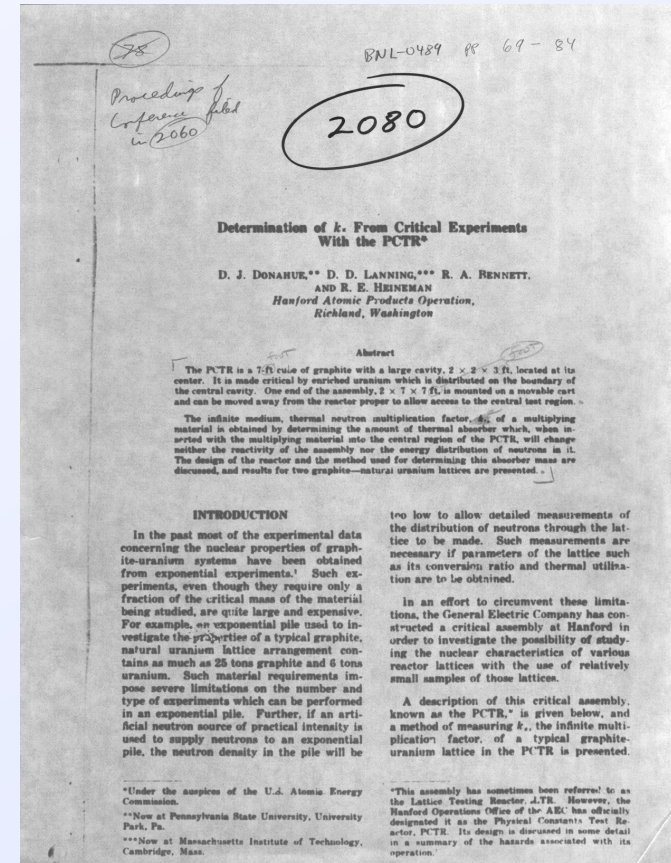 78
BNL-0489 pp 69 - 84
Proceedings of
Conference filed
in 2060
2080
Determination of k∞ From Critical Experiments
With the PCTR*
D. J. DONAHUE,** D. D. LANNING,*** R. A. BENNETT,
AND R. E. HEINEMAN
Hanford Atomic Products Operation,
Richland, Washington
Abstract
The PCTR is a 7-ft cube of graphite with a large cavity, 2 × 2 × 3 ft, located at its
center. It is made critical by enriched uranium which is distributed on the boundary of
the central cavity. One end of the assembly, 2 × 7 × 7 ft, is mounted on a movable cart
and can be moved away from the reactor proper to allow access to the central test region.
The infinite medium, thermal neutron multiplication factor, k∞, of a multiplying
material is obtained by determining the amount of thermal absorber which, when in-
serted with the multiplying material into the central region of the PCTR, will change
neither the reactivity of the assembly nor the energy distribution of neutrons in it.
The design of the reactor and the method used for determining this absorber mass are
discussed, and results for two graphite—natural uranium lattices are presented.
INTRODUCTION
In the past most of the experimental data
concerning the nuclear properties of graph-
ite-uranium systems have been obtained
from exponential experiments.¹ Such ex-
periments, even though they require only a
fraction of the critical mass of the material
being studied, are quite large and expensive.
For example, an exponential pile used to in-
vestigate the properties of a typical graphite,
natural uranium lattice arrangement con-
tains as much as 25 tons graphite and 6 tons
uranium. Such material requirements im-
pose severe limitations on the number and
type of experiments which can be performed
in an exponential pile. Further, if an arti-
ficial neutron source of practical intensity is
used to supply neutrons to an exponential
pile, the neutron density in the pile will be
too low to allow detailed measurements of
the distribution of neutrons through the lat-
tice to be made. Such measurements are
necessary if parameters of the lattice such
as its conversion ratio and thermal utiliza-
tion are to be obtained.
In an effort to circumvent these limita-
tions, the General Electric Company has con-
structed a critical assembly at Hanford in
order to investigate the possibility of study-
ing the nuclear characteristics of various
reactor lattices with the use of relatively
small samples of those lattices.
A description of this critical assembly,
known as the PCTR,* is given below, and
a method of measuring k∞, the infinite multi-
plication factor, of a typical graphite-
uranium lattice in the PCTR is presented.
*Under the auspices of the U.S. Atomic Energy
Commission.
**Now at Pennsylvania State University, University
Park, Pa.
***Now at Massachusetts Institute of Technology,
Cambridge, Mass.
*This assembly has sometimes been referred to as
the Lattice Testing Reactor, LTR. However, the
Hanford Operations Office of the AEC has officially
designated it as the Physical Constants Test Re-
actor, PCTR. Its design is discussed in some detail
in a summary of the hazards associated with its
operation.²